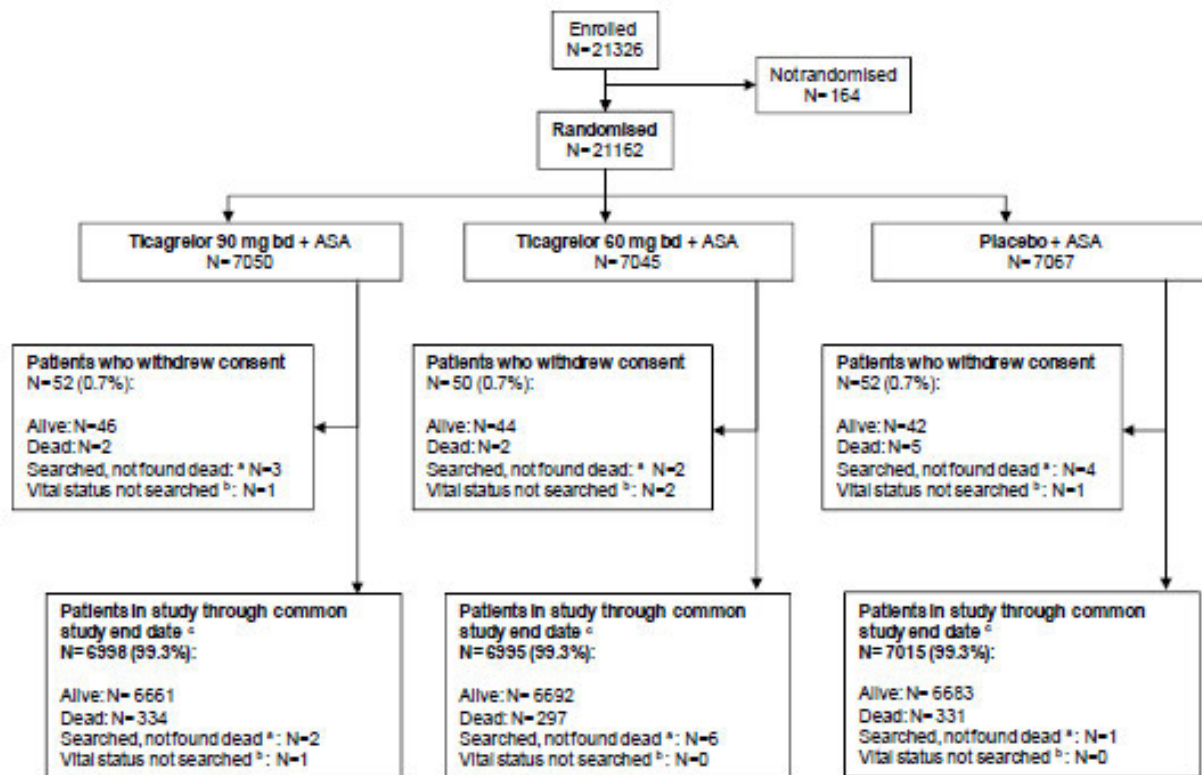 Enrolled
N=21326
Notrandomised
N=164
Randomised
N=21162
Ticagrelor 90 mg bd + ASA
N=7050
Ticagrelor 60 mg bd + ASA
N=7045
Placebo + ASA
N=7067
Patients who withdrew consent
N=52 (0.7%):
Alive: N=46
Dead: N=2
Searched, not found dead: a N=3
Vital status not searched b: N=1
Patients who withdrew consent
N=50 (0.7%):
Alive: N=44
Dead: N=2
Searched, not found dead: a N=2
Vital status not searched b: N=2
Patients who withdrew consent
N=52 (0.7%):
Alive: N=42
Dead: N=5
Searched, not found dead a: N=4
Vital status not searched b: N=1
Patients in study through common
study end date c
N=6998 (99.3%):
Alive: N=6661
Dead: N=334
Searched, not found dead a: N=2
Vital status not searched b: N=1
Patients in study through common
study end date c
N=6995 (99.3%):
Alive: N=6692
Dead: N=297
Searched, not found dead a: N=6
Vital status not searched b: N=0
Patients in study through common
study end date c
N=7015 (99.3%):
Alive: N=6683
Dead: N=331
Searched, not found dead a: N=1
Vital status not searched b: N=0